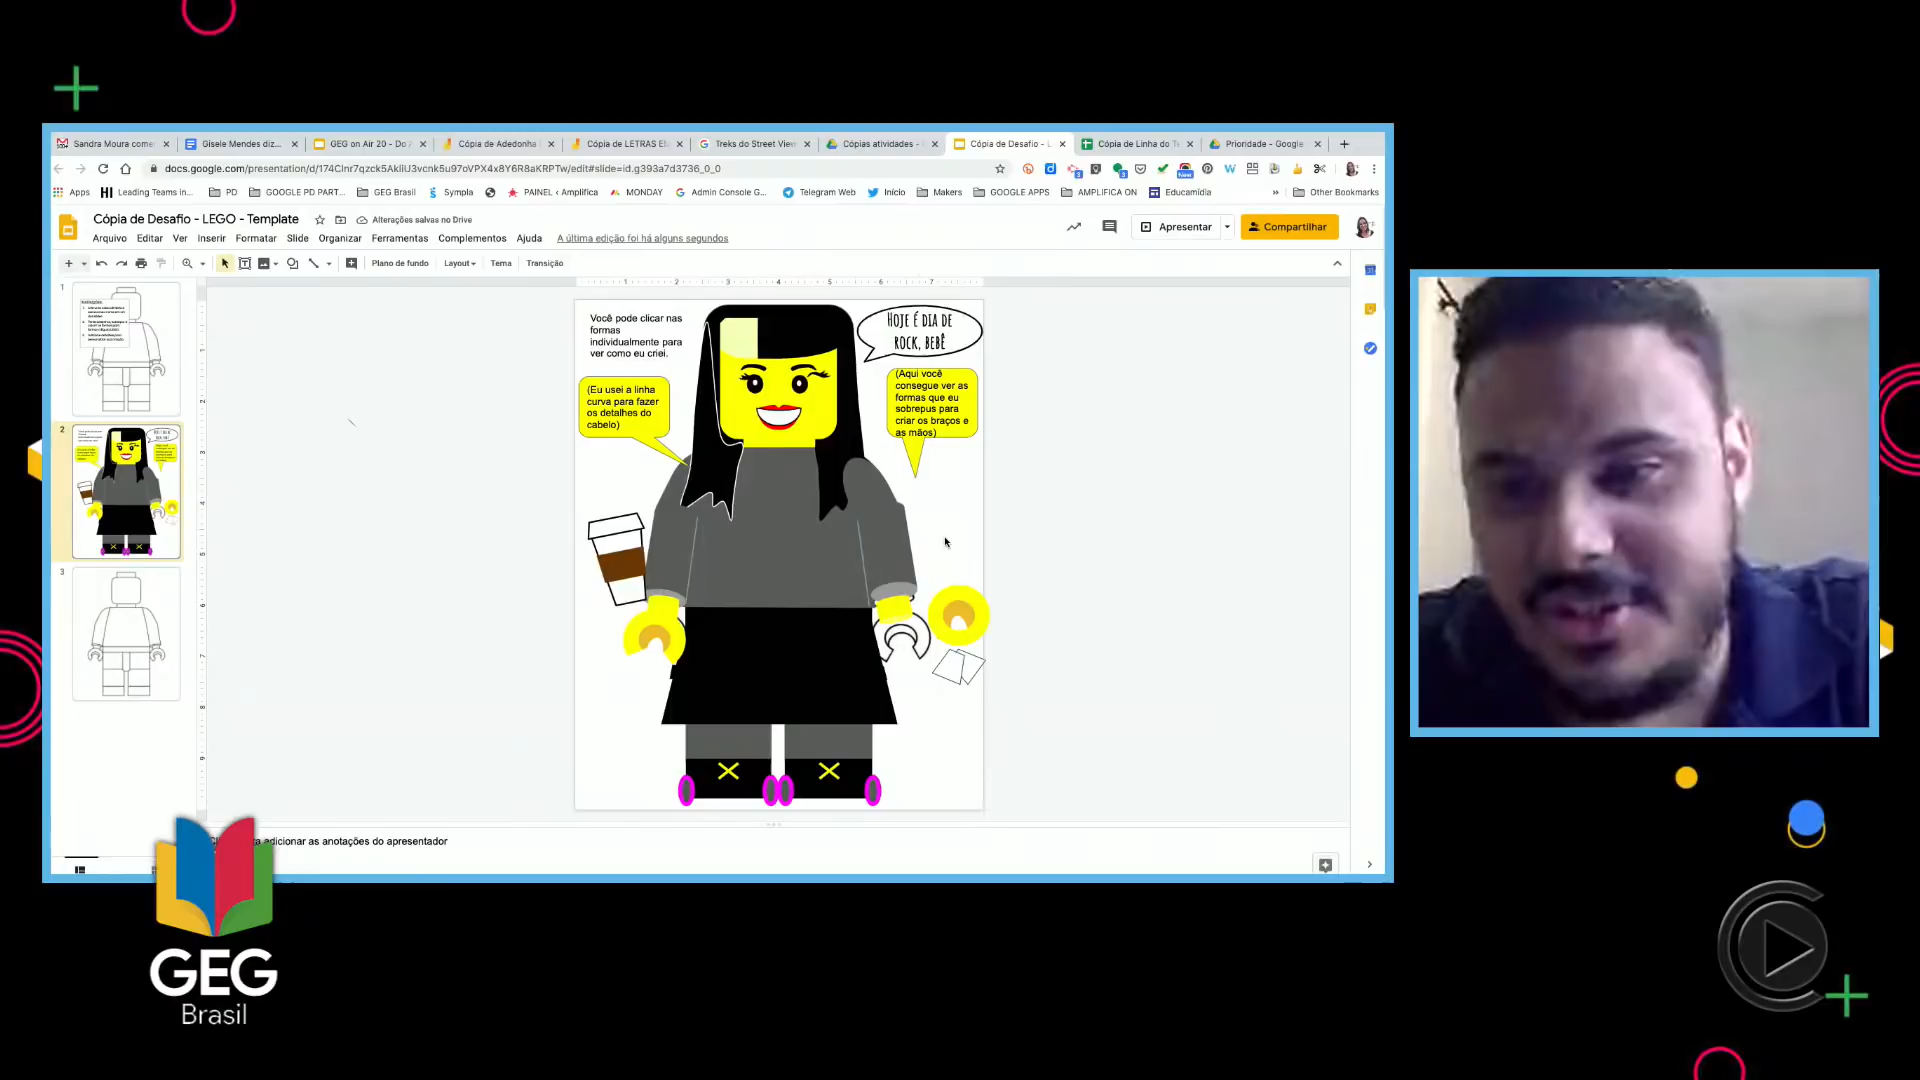 Sandra Moura come
Gisele Mendes diz...
GEG on Air 20 - Do A
Cópia de Adedonha
Cópia de LETRAS El
Treks do Street View
Cópias atividades -
Cópia de Desafio - L
Cópia de Linha do T
Prioridade - Google
docs.google.com/presentation/d/174Clnr7qzck5AkliU3vcnk5u97oVPX4x8Y6R8aKRPTw/edit#slide=id.g393a7d3736_0_0
Apps
Leading Teams in...
PD
GOOGLE PD PART...
GEG Brasil
Sympla
PAINEL ‹ Amplifica
MONDAY
Admin Console G...
Telegram Web
Início
Makers
GOOGLE APPS
AMPLIFICA ON
Educamídia
»
Other Bookmarks
Cópia de Desafio - LEGO - Template
Alterações salvas no Drive
Arquivo Editar Ver Inserir Formatar Slide Organizar Ferramentas Complementos Ajuda
A última edição foi há alguns segundos
Apresentar
Compartilhar
Plano de fundo
Layout
Tema
Transição
1
2
3
Você pode clicar nas
formas
individualmente para
ver como eu criei.
(Eu usei a linha
curva para fazer
os detalhes do
cabelo)
HOJE É DIA DE
ROCK, BEBÊ
(Aqui você
consegue ver as
formas que eu
sobrepus para
criar os braços e
as mãos)
adicionar as anotações do apresentador
GEG
Brasil